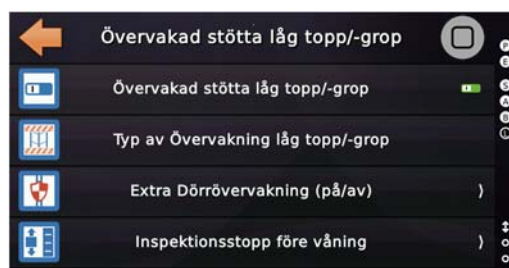 Övervakad stötta låg topp/-grop
Övervakad stötta låg topp/-grop
Typ av Övervakning låg topp/-grop
Extra Dörrövervakning (på/av)
Inspektionsstopp före våning
P
E
S
A
B
L